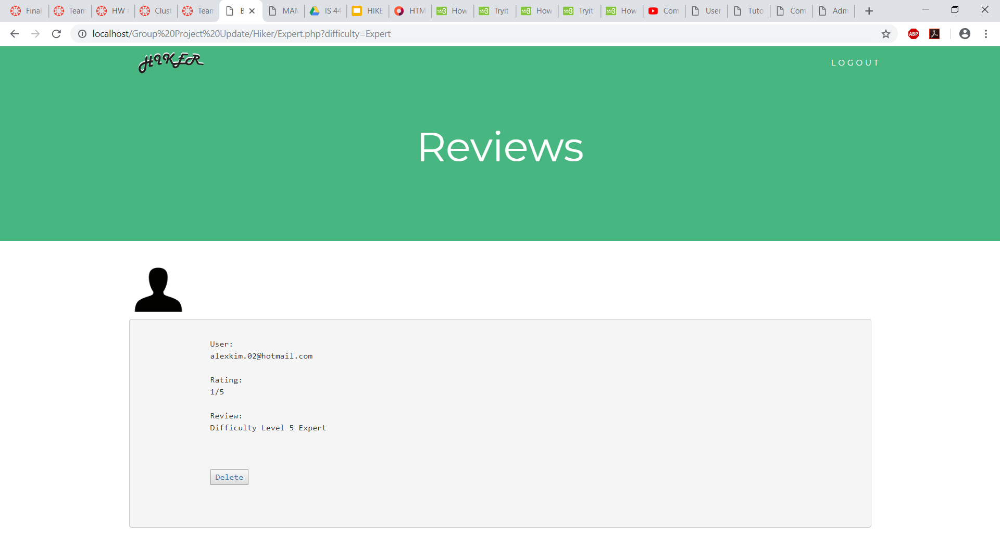 Final
Team
HW
Clust
Team
B
MAM
IS 44
HIKE
HTM
How
Tryit
How
Tryit
How
Com
User
Tuto
Com
Adm
localhost/Group%20Project%20Update/Hiker/Expert.php?difficulty=Expert
ABP
HIKER
LOGOUT
Reviews
User:
alexkim.02@hotmail.com
Rating:
1/5
Review:
Difficulty Level 5 Expert
Delete